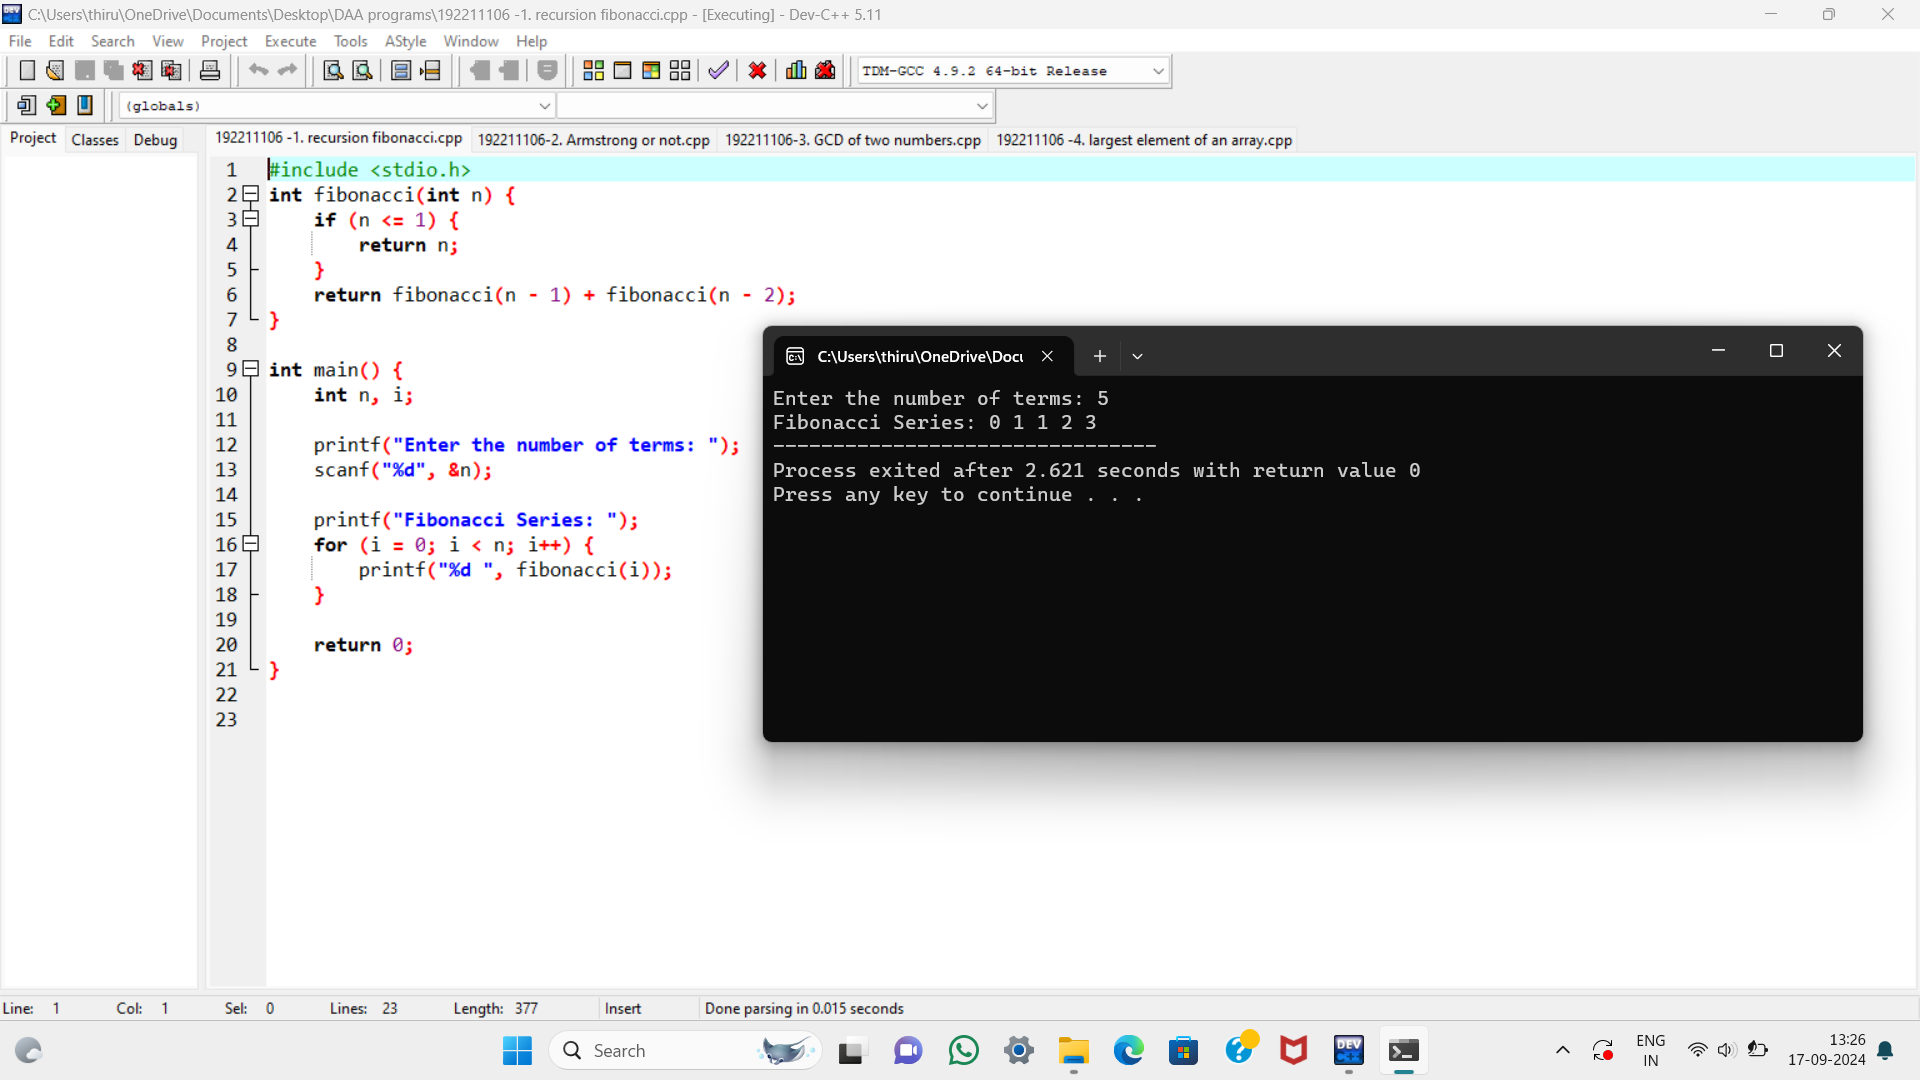 C:\Users\thiru\OneDrive\Documents\Desktop\DAA programs\192211106 -1. recursion fibonacci.cpp - [Executing] - Dev-C++ 5.11
File Edit Search View Project Execute Tools AStyle Window Help
TDM-GCC 4.9.2 64-bit Release
(globals)
Project Classes Debug
192211106 -1. recursion fibonacci.cpp 192211106-2. Armstrong or not.cpp 192211106-3. GCD of two numbers.cpp 192211106 -4. largest element of an array.cpp
1 #include <stdio.h>
2 int fibonacci(int n) {
3 if (n <= 1) {
4 return n;
5 }
6 return fibonacci(n - 1) + fibonacci(n - 2);
7 }
8
9 int main() {
10 int n, i;
11
12 printf("Enter the number of terms: ");
13 scanf("%d", &n);
14
15 printf("Fibonacci Series: ");
16 for (i = 0; i < n; i++) {
17 printf("%d ", fibonacci(i));
18 }
19
20 return 0;
21 }
22
23
C:\Users\thiru\OneDrive\Docu
Enter the number of terms: 5
Fibonacci Series: 0 1 1 2 3
--------------------------------
Process exited after 2.621 seconds with return value 0
Press any key to continue . . .
Line: 1 Col: 1 Sel: 0 Lines: 23 Length: 377 Insert Done parsing in 0.015 seconds
Search
DEV C++
ENG
IN
13:26
17-09-2024